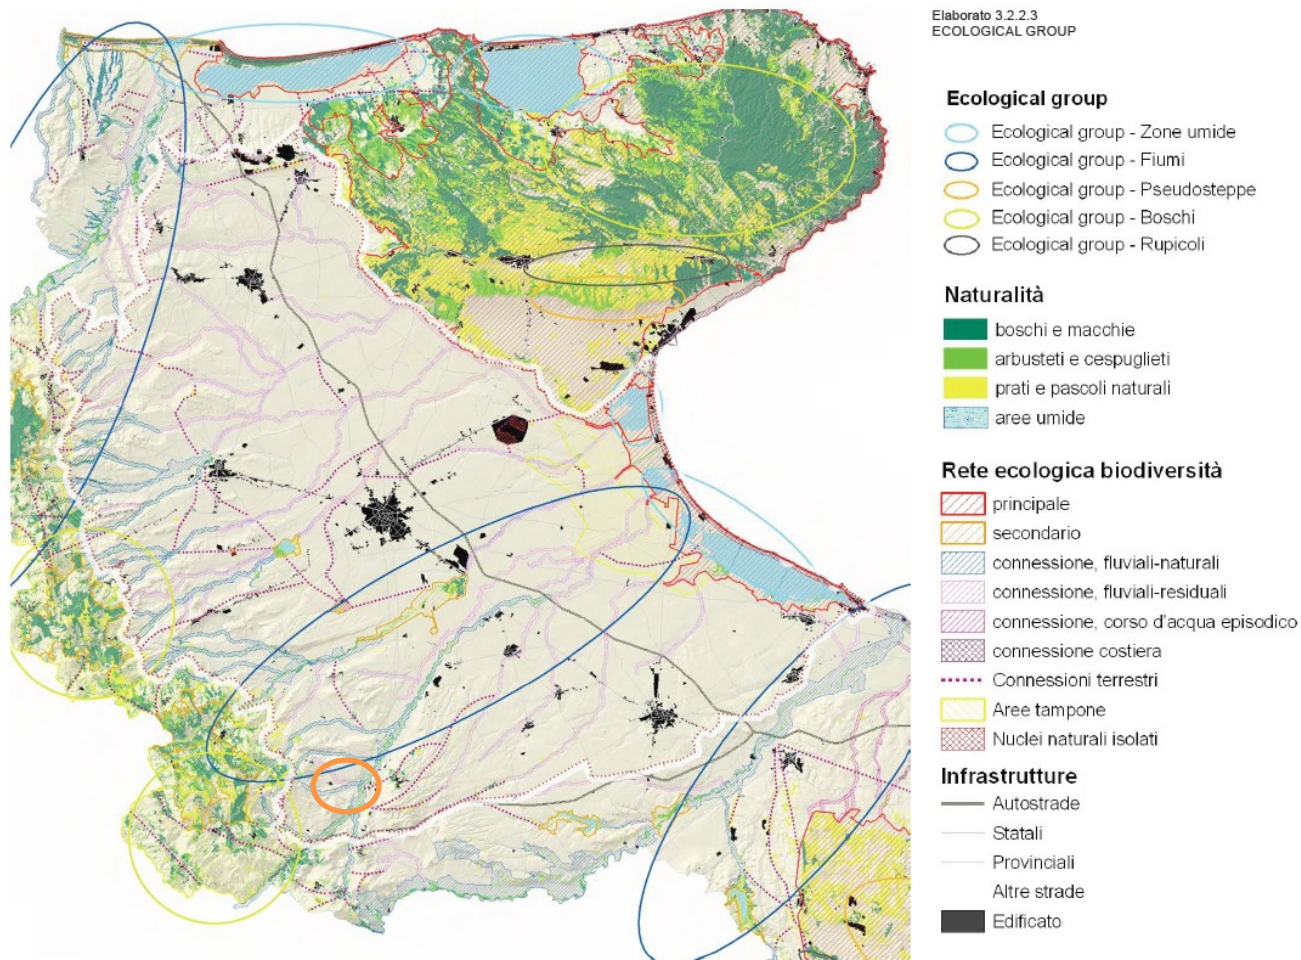 Elaborato 3.2.2.3
ECOLOGICAL GROUP
Ecological group
Ecological group - Zone umide
Ecological group - Fiumi
Ecological group - Pseudosteppe
Ecological group - Boschi
Ecological group - Rupicoli
Naturalità
boschi e macchie
arbusteti e cespuglieti
prati e pascoli naturali
aree umide
Rete ecologica biodiversità
principale
secondario
connessione, fluviali-naturali
connessione, fluviali-residuali
connessione, corso d'acqua episodico
connessione costiera
Connessioni terrestri
Aree tampone
Nuclei naturali isolati
Infrastrutture
Autostrade
Statali
Provinciali
Altre strade
Edificato